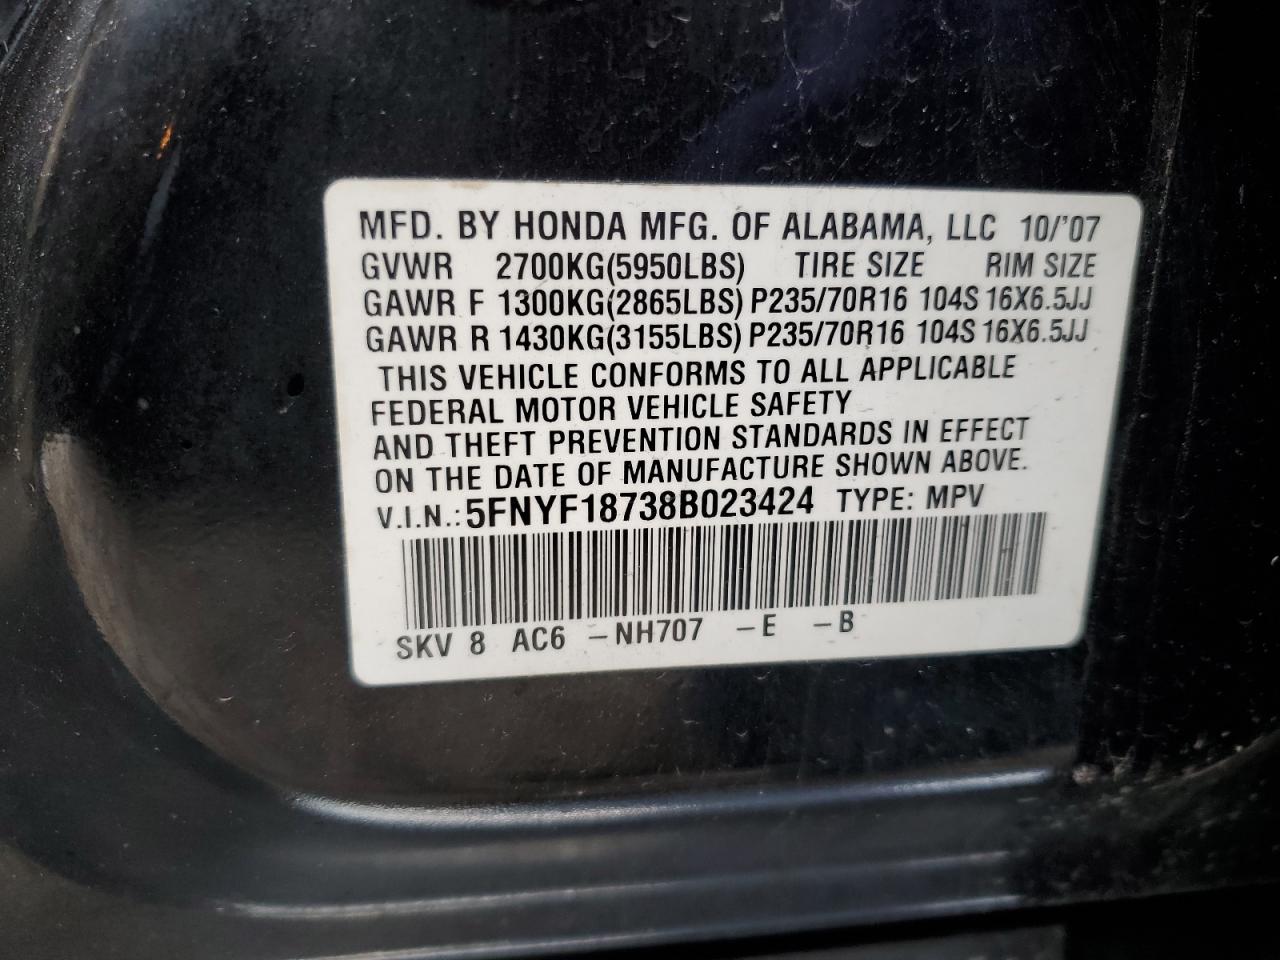 MFD. BY HONDA MFG. OF ALABAMA, LLC 10/'07
GVWR 2700KG(5950LBS) TIRE SIZE RIM SIZE
GAWR F 1300KG(2865LBS) P235/70R16 104S 16X6.5JJ
GAWR R 1430KG(3155LBS) P235/70R16 104S 16X6.5JJ
THIS VEHICLE CONFORMS TO ALL APPLICABLE
FEDERAL MOTOR VEHICLE SAFETY
AND THEFT PREVENTION STANDARDS IN EFFECT
ON THE DATE OF MANUFACTURE SHOWN ABOVE.
V.I.N.: 5FNYF18738B023424 TYPE: MPV
SKV 8 AC6 -NH707 -E -B